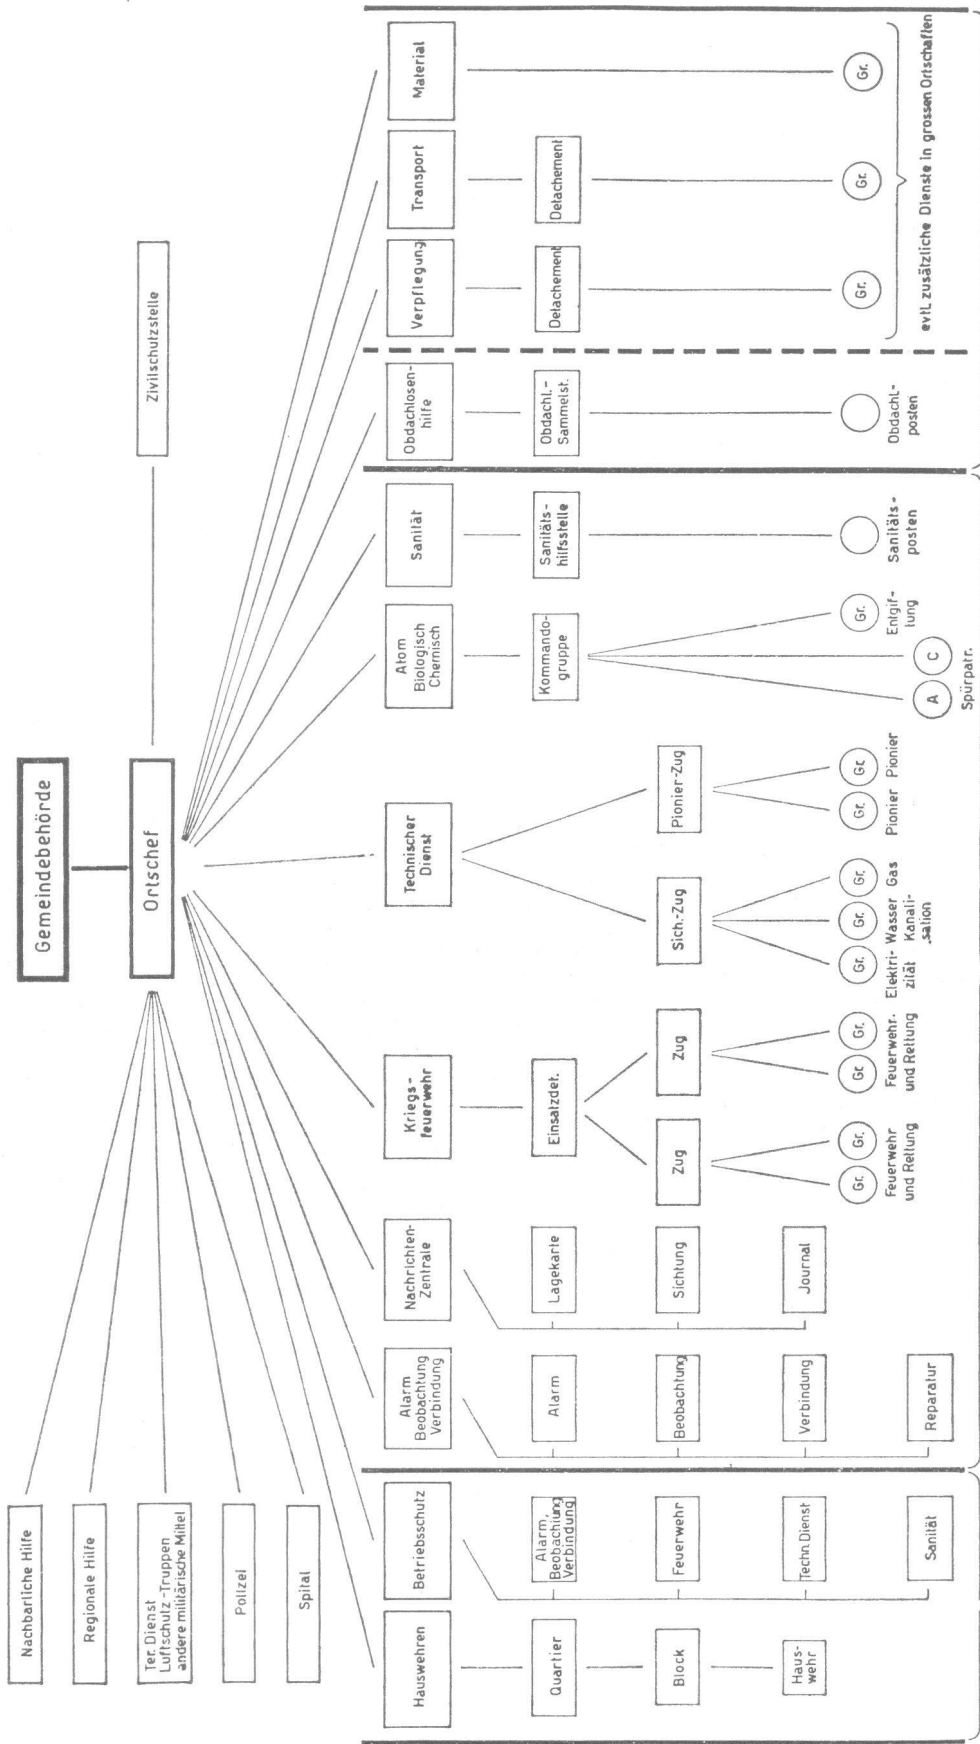 Gemeindebehörde
Ortschef
Zivilschutzstelle
Nachbarliche Hilfe
Regionale Hilfe
Ter. Dienst
Luftschutz-Truppen
andere militärische Mittel
Polizei
Spital
Hauswehren
Quartier
Block
Haus-
wehr
Betriebsschutz
Alarm,
Beobachtung
Verbindung
Feuerwehr
Techn. Dienst
Sanität
Alarm
Beobachtung
Verbindung
Alarm
Beobachtung
Verbindung
Reparatur
Nachrichten-
Zentrale
Lagekarte
Sichtung
Journal
Kriegs-
feuerwehr
Einsatzdet.
Zug
Zug
Gr.
Gr.
Gr.
Gr.
Feuerwehr
und Rettung
Feuerwehr.
und Rettung
Technischer
Dienst
Sich.-Zug
Pionier-Zug
Gr.
Gr.
Gr.
Gr.
Gr.
Elektri-
zität
Wasser
Kanali-
sation
Gas
Pionier
Pionier
Atom
Biologisch
Chemisch
Kommando-
gruppe
A
C
Gr.
Spürpatr.
Entgif-
tung
Sanität
Sanitäts-
hilfsstelle
Sanitäts-
posten
Obdachlosen-
hilfe
Obdachl.-
Sammelst.
Obdachl-
posten
Verpflegung
Detachement
Gr.
Transport
Detachement
Gr.
Material
Gr.
evtl. zusätzliche Dienste in grossen Ortschaften